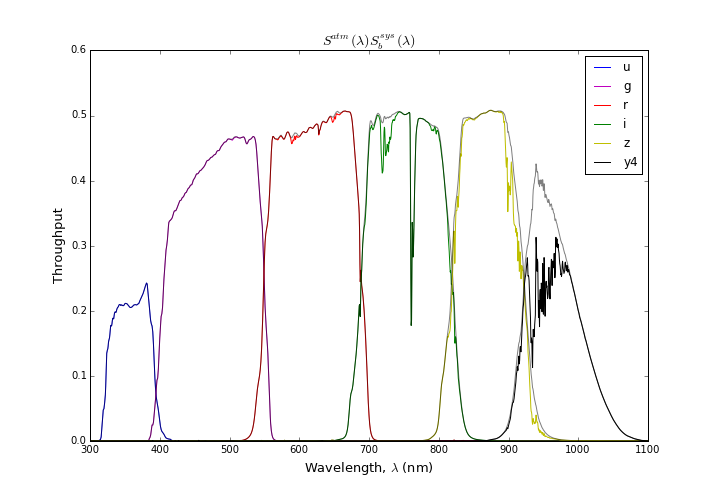 S^{atm}(λ)S_b^{sys}(λ)
0.6
0.5
0.4
0.3
0.2
0.1
0.0
Throughput
u
g
r
i
z
y4
300 400 500 600 700 800 900 1000 1100
Wavelength, λ (nm)